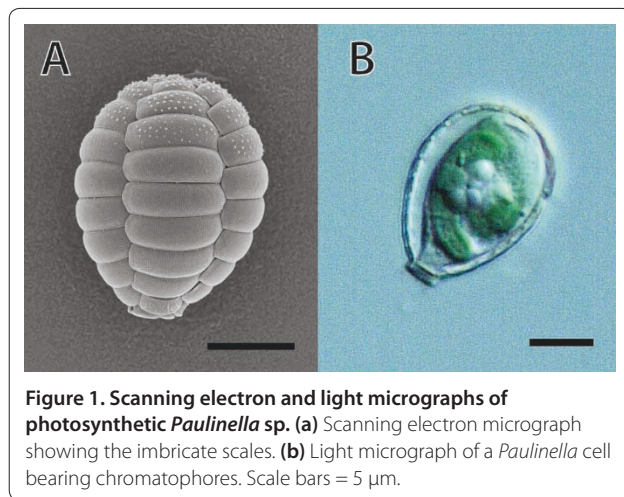 A
B
Figure 1. Scanning electron and light micrographs of
photosynthetic Paulinella sp. (a) Scanning electron micrograph
showing the imbricate scales. (b) Light micrograph of a Paulinella cell
bearing chromatophores. Scale bars = 5 μm.